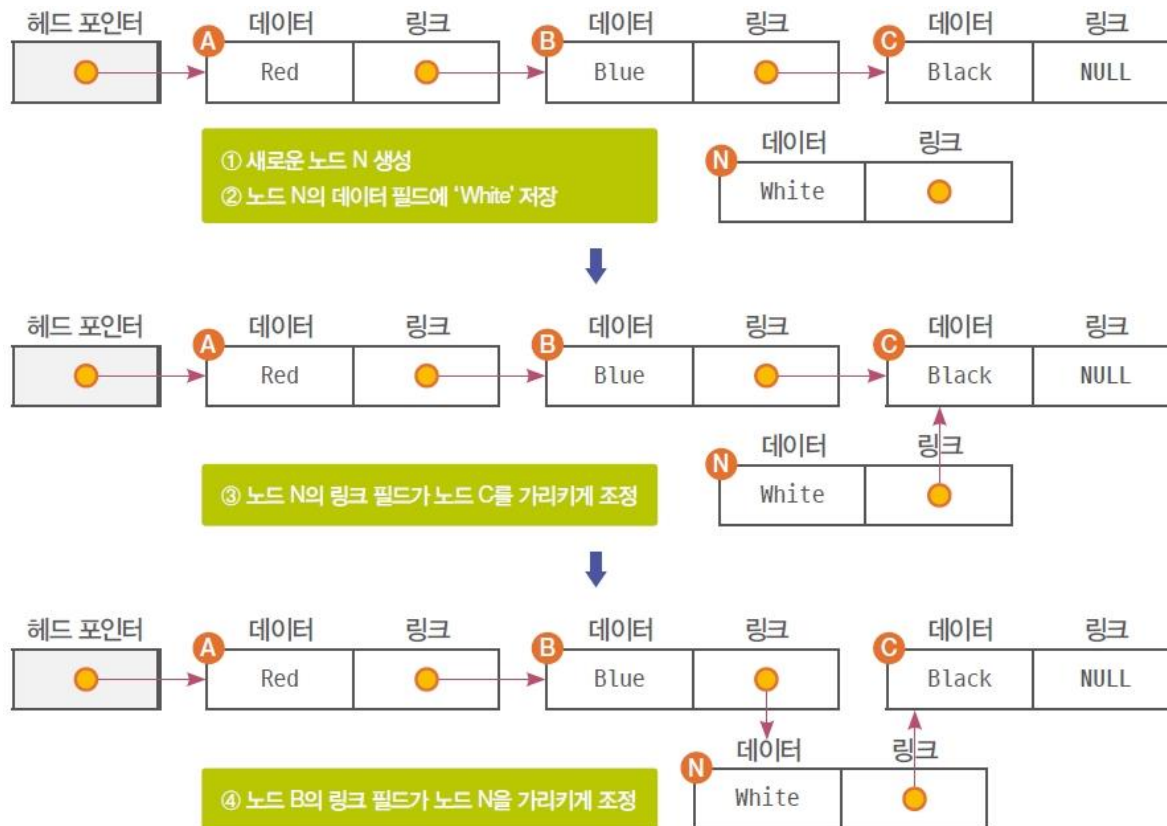 헤드 포인터 A 데이터 링크 B 데이터 링크 C 데이터 링크
Red Blue Black NULL
① 새로운 노드 N 생성
② 노드 N의 데이터 필드에 ‘White’ 저장
N 데이터 링크
White
헤드 포인터 A 데이터 링크 B 데이터 링크 C 데이터 링크
Red Blue Black NULL
③ 노드 N의 링크 필드가 노드 C를 가리키게 조정
N 데이터 링크
White
헤드 포인터 A 데이터 링크 B 데이터 링크 C 데이터 링크
Red Blue Black NULL
④ 노드 B의 링크 필드가 노드 N을 가리키게 조정
N 데이터 링크
White